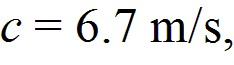 c = 6.7 m/s,